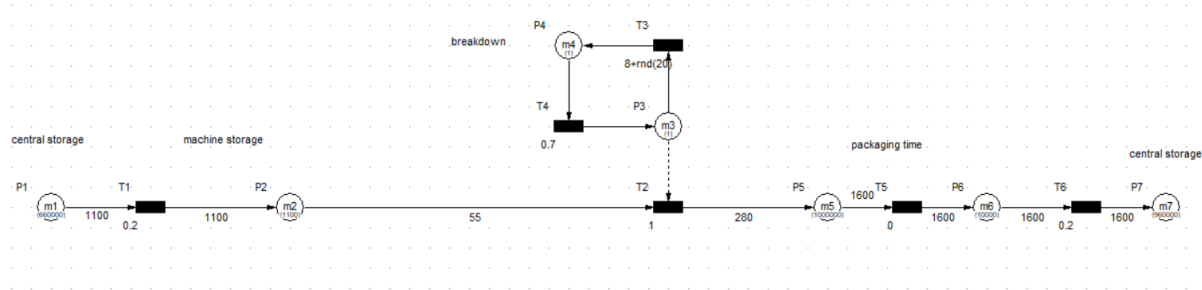 P4
T3
breakdown
m4
(1)
8+rnd(20)
T4
P3
m3
(1)
0.7
central storage
machine storage
packaging time
central storage
P1
T1
P2
T2
P5
T5
P6
T6
P7
m1
(660000)
1100
1100
m2
(1100)
55
280
m5
(1000000)
1600
1600
m6
(10000)
1600
1600
m7
(960000)
0.2
1
0
0.2